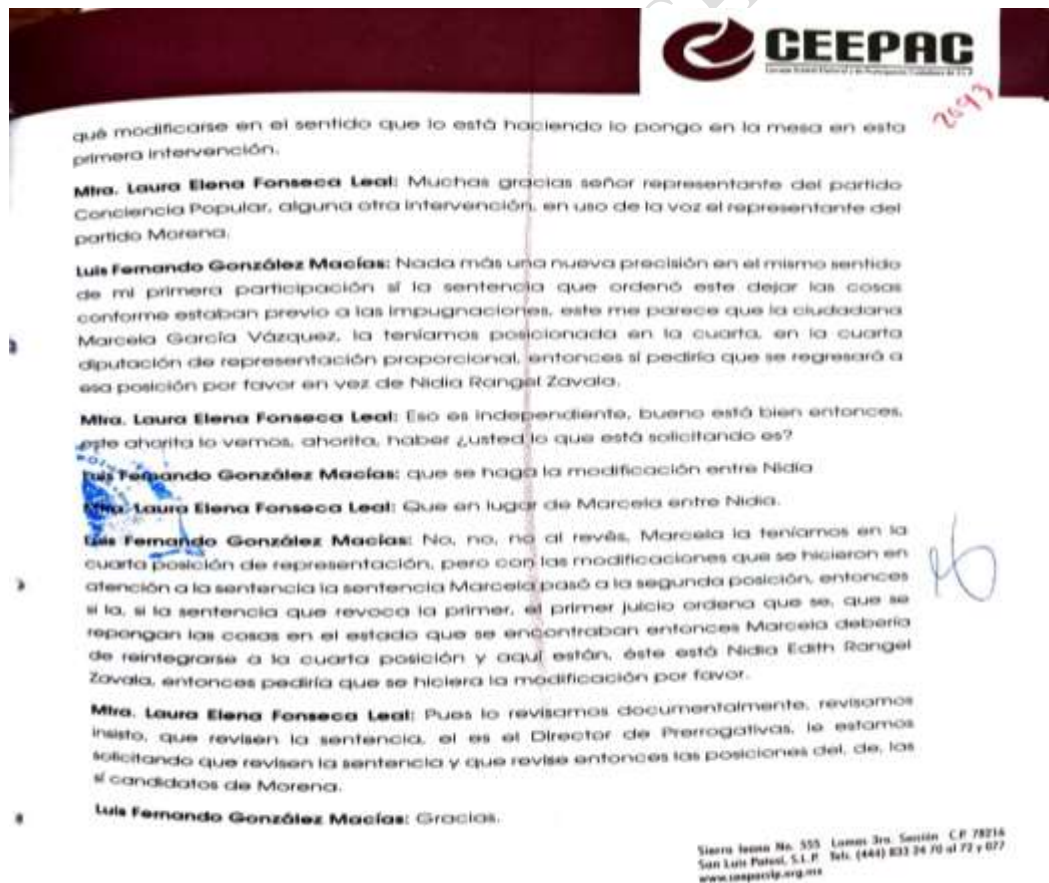 CEEPAC
2093
qué modificarse en el sentido que lo está haciendo lo pongo en la mesa en esta
primera intervención.
Mtra. Laura Elena Fonseca Leal: Muchas gracias señor representante del partido
Conciencia Popular, alguna otra intervención, en uso de la voz el representante del
partido Morena.
Luis Fernando González Macías: Nada más una nueva precisión en el mismo sentido
de mi primera participación sí la sentencia que ordenó este dejar las cosas
conforme estaban previo a las impugnaciones, este me parece que la ciudadana
Marcela García Vázquez, la teníamos posicionada en la cuarta, en la cuarta
diputación de representación proporcional, entonces sí pediría que se regresará a
esa posición por favor en vez de Nidia Rangel Zavala.
Mtra. Laura Elena Fonseca Leal: Eso es independiente, bueno está bien entonces,
este ahorita lo vemos, ahorita, haber ¿usted lo que está solicitando es?
Luis Fernando González Macías: que se haga la modificación entre Nidia
Mtra. Laura Elena Fonseca Leal: Que en lugar de Marcela entre Nidia.
Luis Fernando González Macías: No, no, no al revés, Marcela la teníamos en la
cuarta posición de representación, pero con las modificaciones que se hicieron en
atención a la sentencia la sentencia Marcela pasó a la segunda posición, entonces
si la, si la sentencia que revoca la primer, el primer juicio ordena que se, que se
repongan las cosas en el estado que se encontraban entonces Marcela debería
de reintegrarse a la cuarta posición y aquí están, éste está Nidia Edith Rangel
Zavala, entonces pediría que se hiciera la modificación por favor.
Mtra. Laura Elena Fonseca Leal: Pues lo revisamos documentalmente, revisamos
insisto, que revisen la sentencia, el es el Director de Prerrogativas, le estamos
solicitando que revisen la sentencia y que revise entonces las posiciones del, de, las
sí candidatos de Morena.
Luis Fernando González Macías: Gracias.
Sierra leona No. 555 Lomas 3ra. Sección C.P. 78216
San Luis Potosí, S.L.P. Tels. (444) 833 24 70 al 72 y 077
www.ceepacslp.org.mx